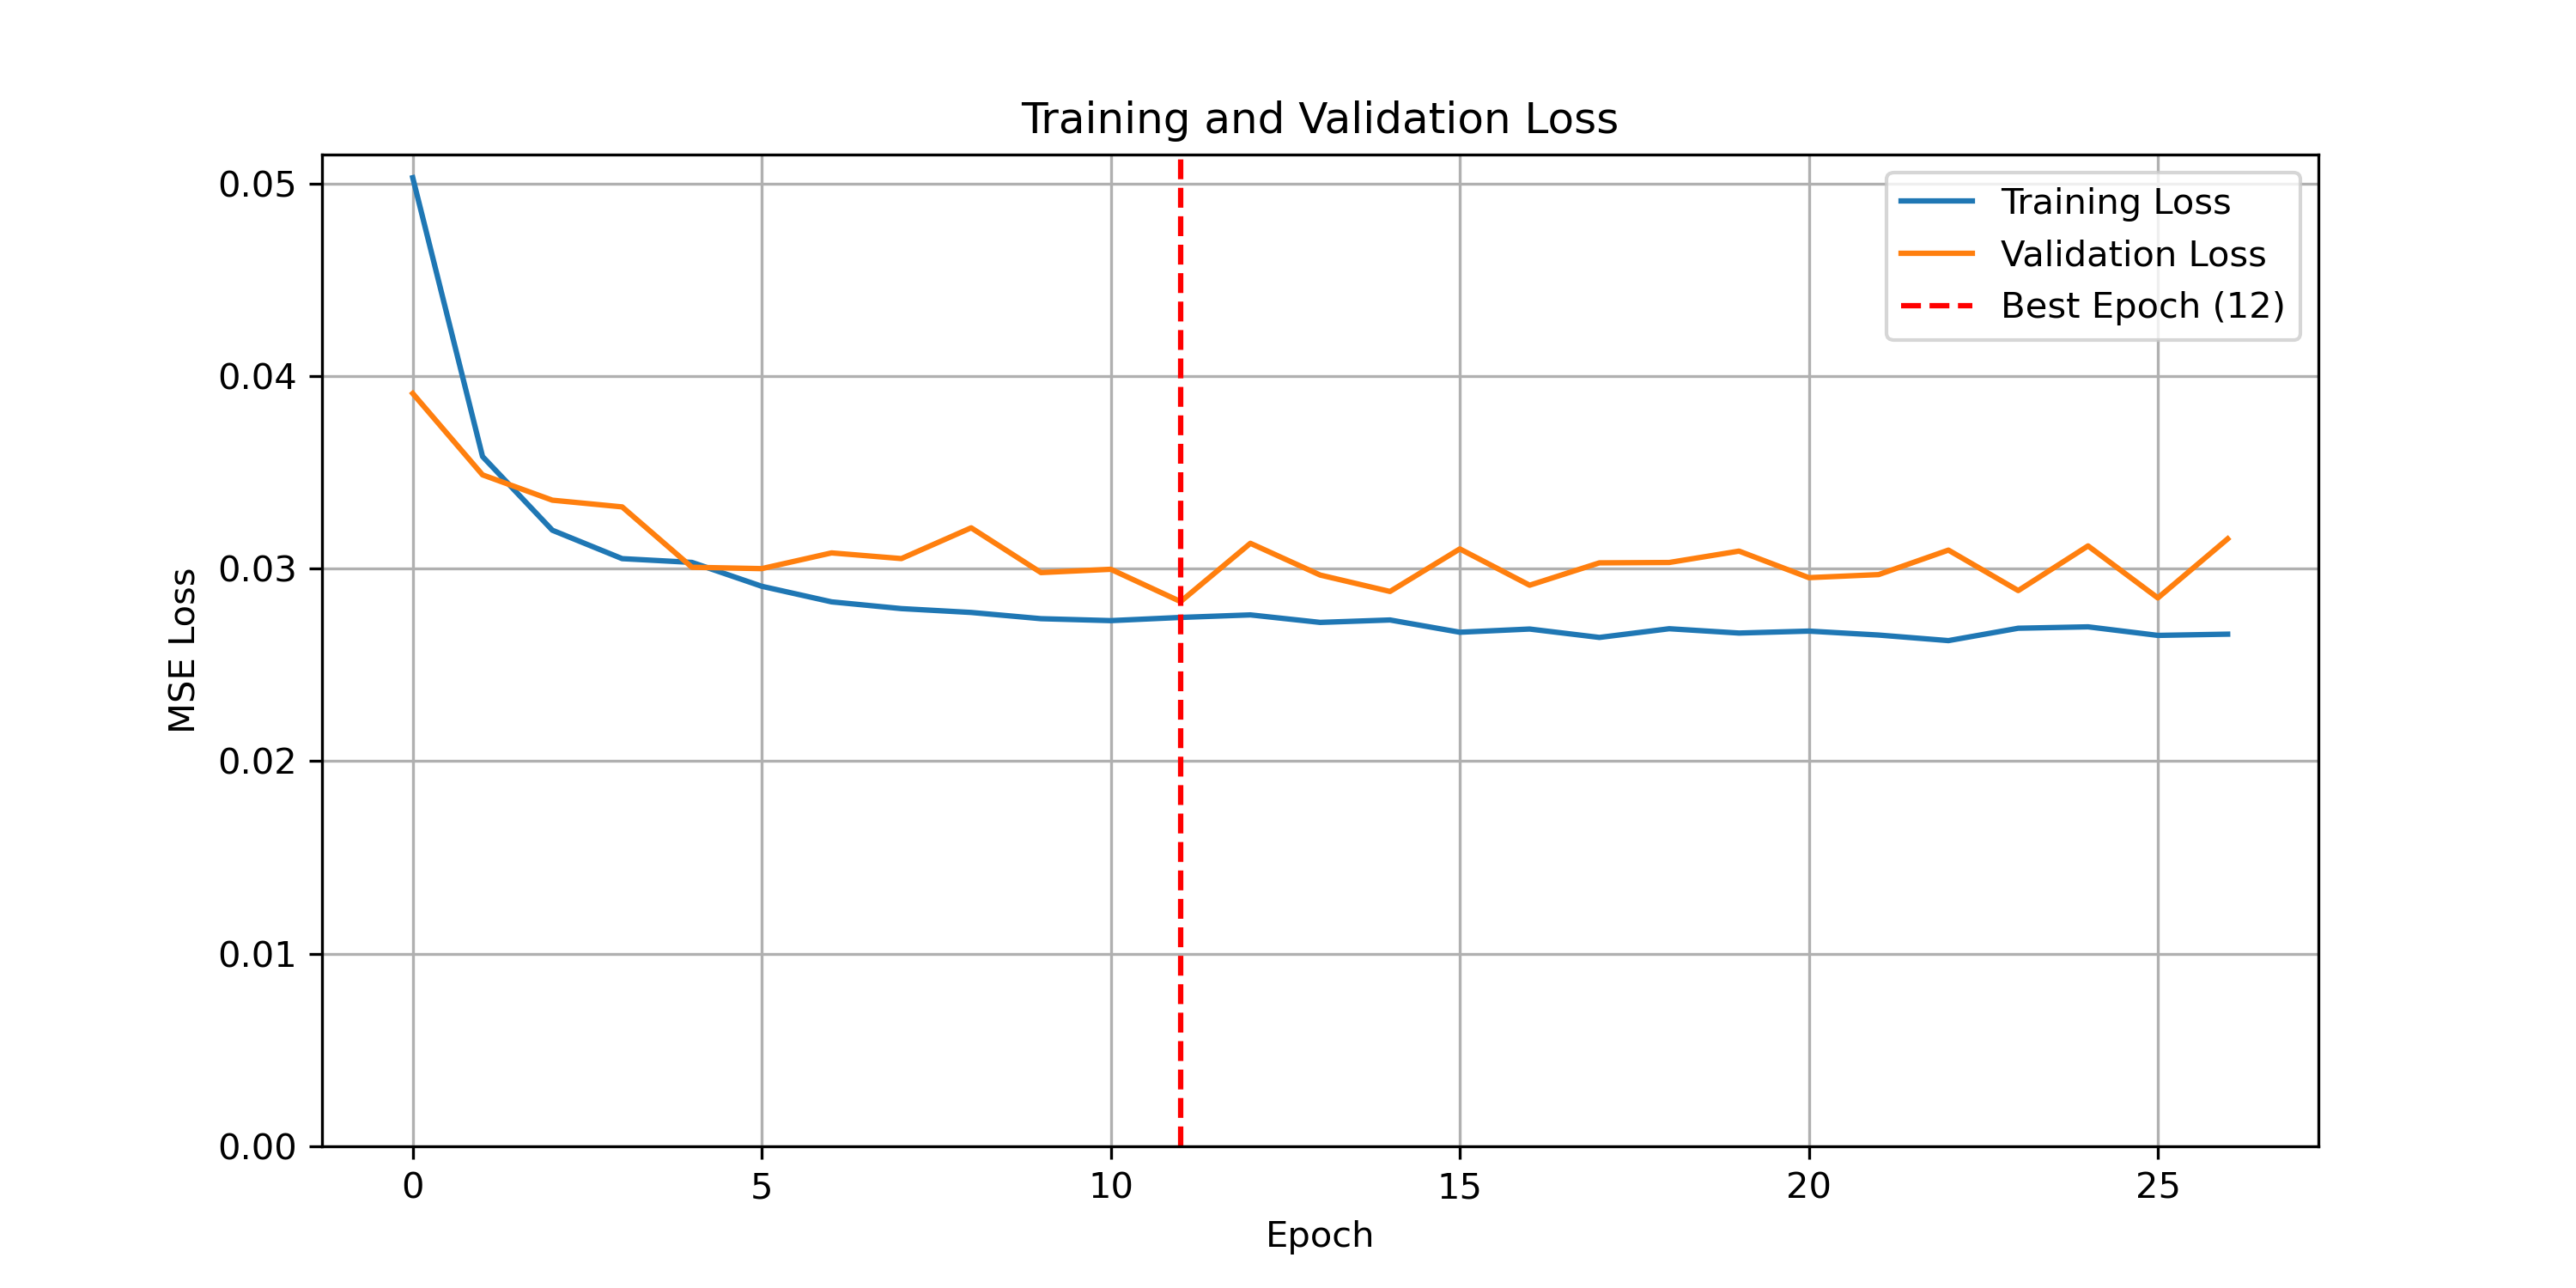 Training and Validation Loss
Training Loss
Validation Loss
Best Epoch (12)
MSE Loss
0.05
0.04
0.03
0.02
0.01
0.00
0 5 10 15 20 25
Epoch